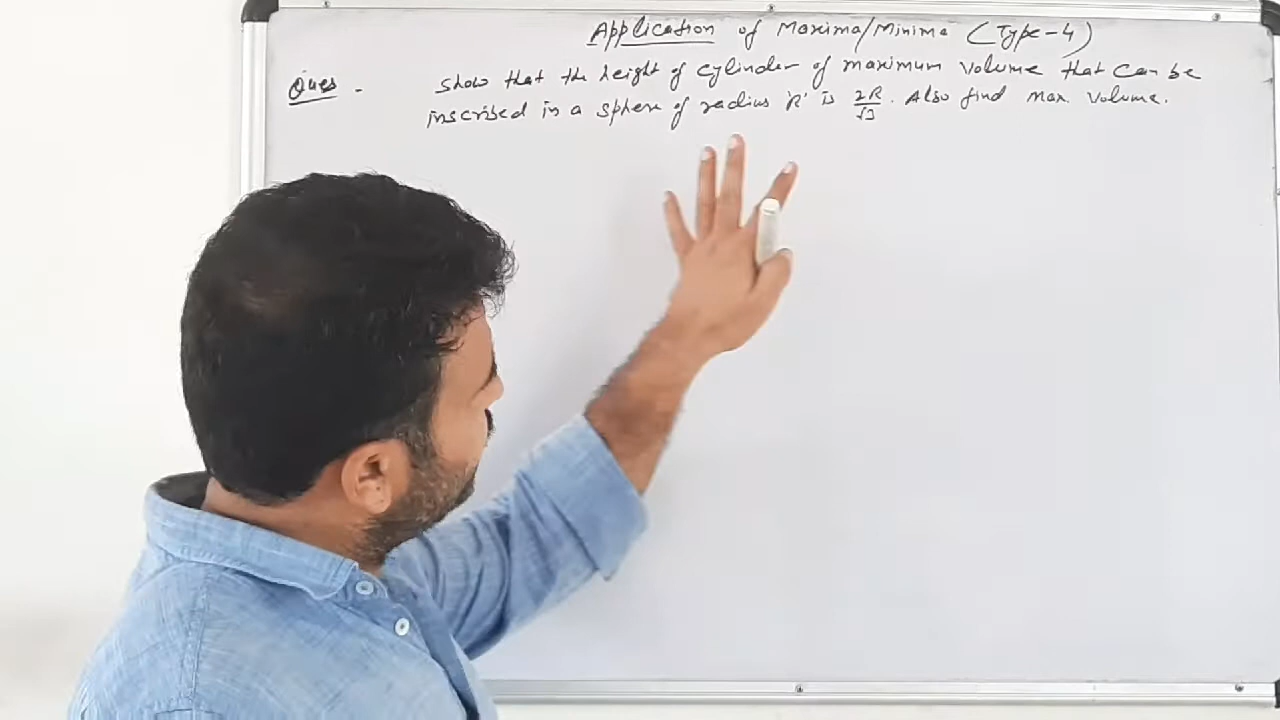 Application of Maxima/Minima (Type-4)
Ques - Show that the height of cylinder of maximum volume that can be
inscribed in a sphere of radius 'R' is 2R/√3. Also find max. volume.